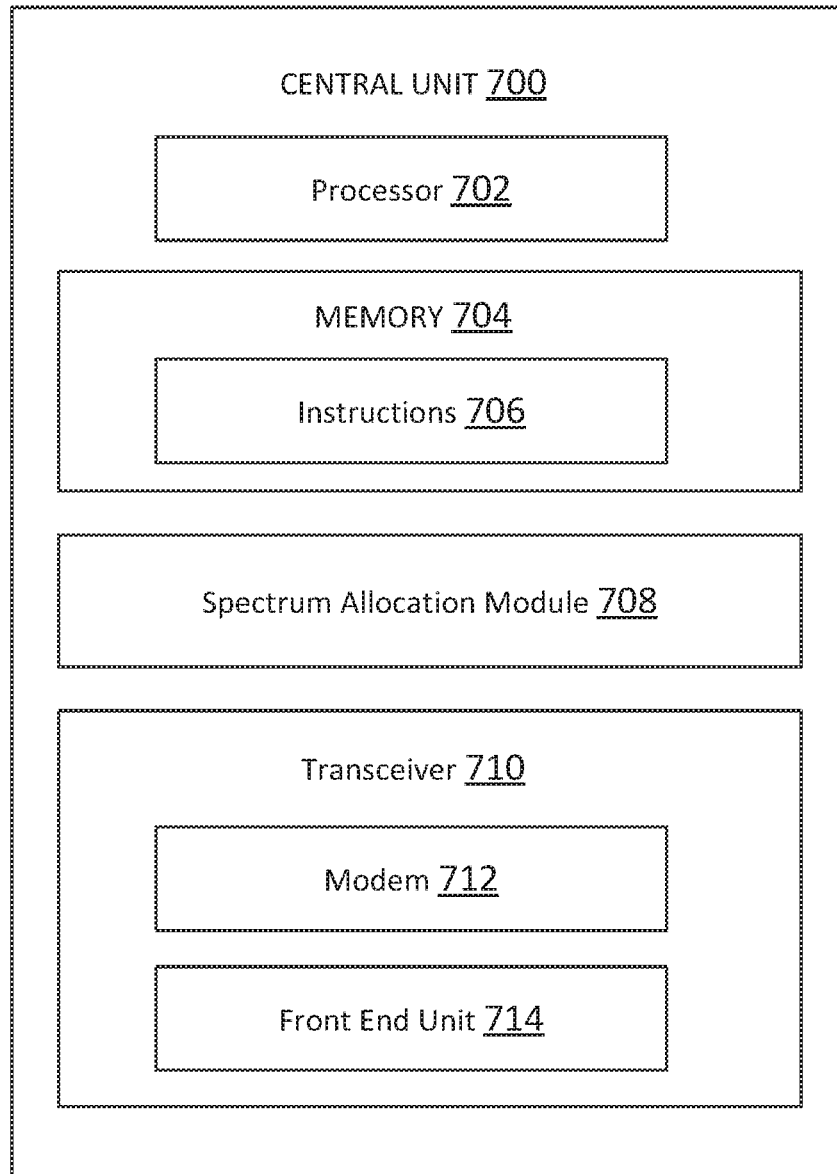 CENTRAL UNIT 700
Processor 702
MEMORY 704
Instructions 706
Spectrum Allocation Module 708
Transceiver 710
Modem 712
Front End Unit 714